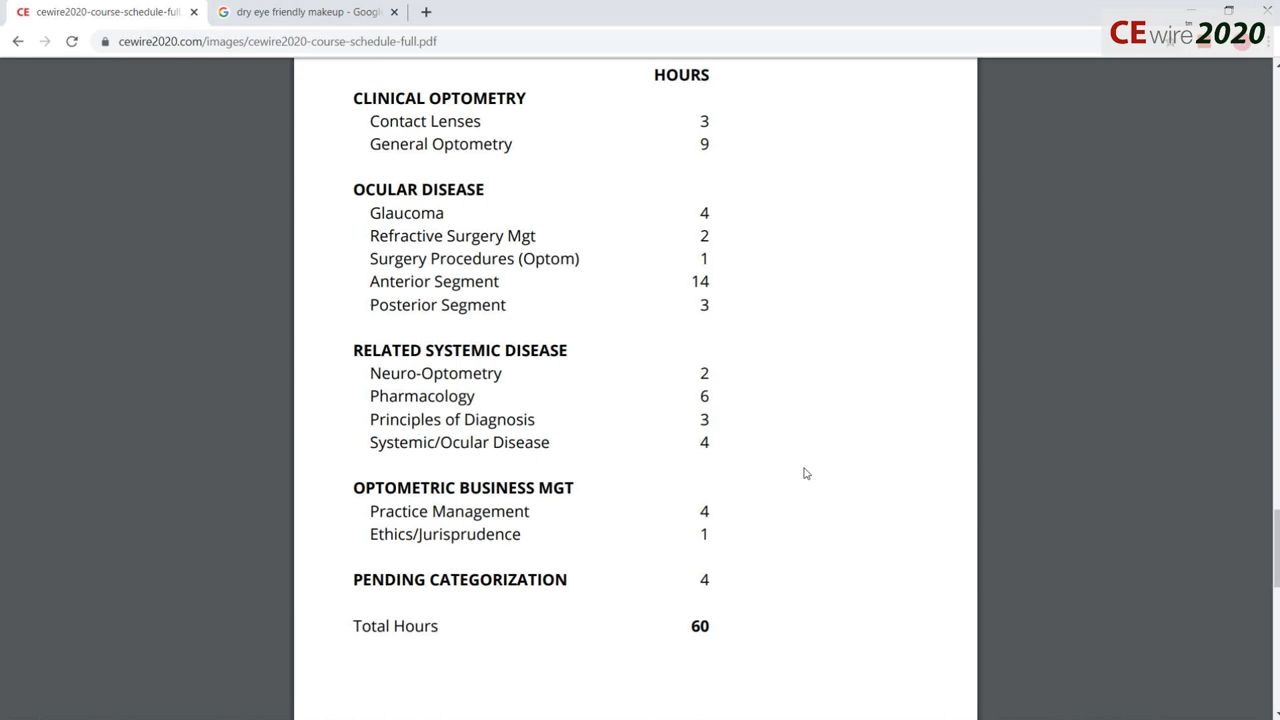 cewire2020-course-schedule-full
dry eye friendly makeup - Google
cewire2020.com/images/cewire2020-course-schedule-full.pdf
CEwire™2020
HOURS
CLINICAL OPTOMETRY
Contact Lenses 3
General Optometry 9
OCULAR DISEASE
Glaucoma 4
Refractive Surgery Mgt 2
Surgery Procedures (Optom) 1
Anterior Segment 14
Posterior Segment 3
RELATED SYSTEMIC DISEASE
Neuro-Optometry 2
Pharmacology 6
Principles of Diagnosis 3
Systemic/Ocular Disease 4
OPTOMETRIC BUSINESS MGT
Practice Management 4
Ethics/Jurisprudence 1
PENDING CATEGORIZATION 4
Total Hours 60